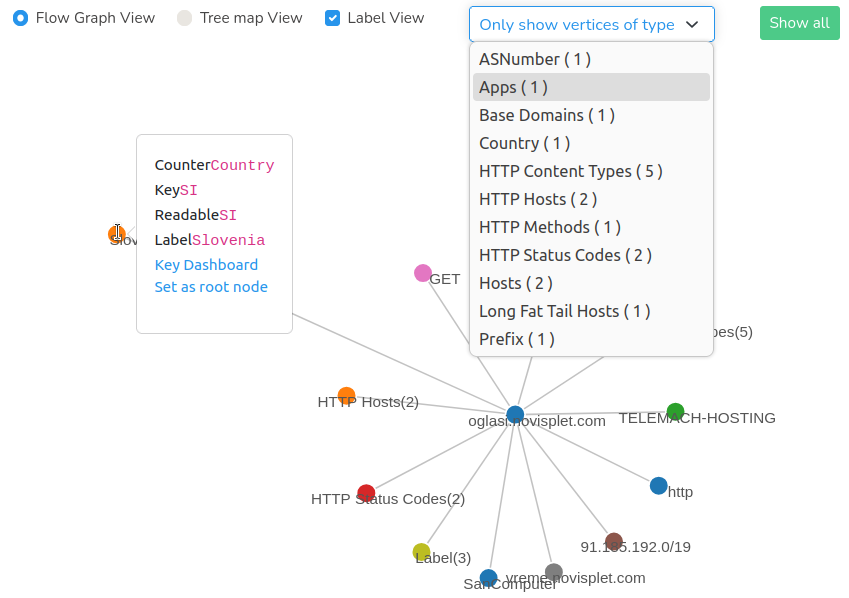 Flow Graph View
Tree map View
Label View
Only show vertices of type
Show all
ASNumber ( 1 )
Apps ( 1 )
Base Domains ( 1 )
Country ( 1 )
HTTP Content Types ( 5 )
HTTP Hosts ( 2 )
HTTP Methods ( 1 )
HTTP Status Codes ( 2 )
Hosts ( 2 )
Long Fat Tail Hosts ( 1 )
Prefix ( 1 )
CounterCountry
KeySI
ReadableSI
LabelSlovenia
Key Dashboard
Set as root node
Slov
GET
pes(5)
HTTP Hosts(2)
oglasi.novisplet.com
TELEMACH-HOSTING
HTTP Status Codes(2)
http
91.185.192.0/19
Label(3)
vreme.novisplet.com
SanComputer